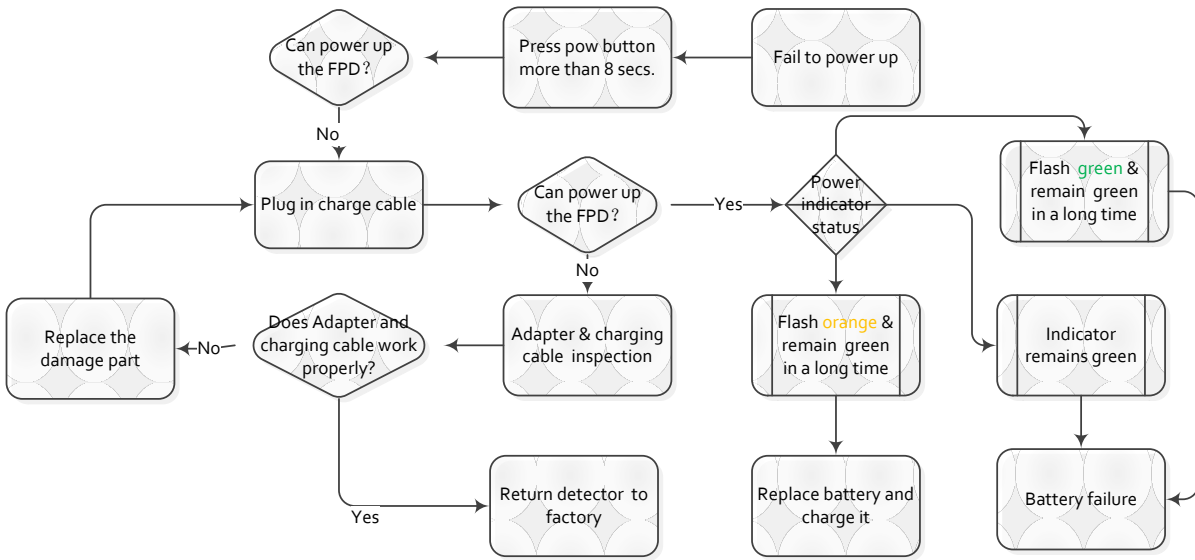 Can power up
the FPD？
Press pow button
more than 8 secs.
Fail to power up
No
Plug in charge cable
Can power up
the FPD？
Yes
Power
indicator
status
Flash green &
remain green
in a long time
No
Replace the
damage part
No
Does Adapter and
charging cable work
properly?
Adapter & charging
cable inspection
Flash orange &
remain green
in a long time
Indicator
remains green
Yes
Return detector to
factory
Replace battery and
charge it
Battery failure